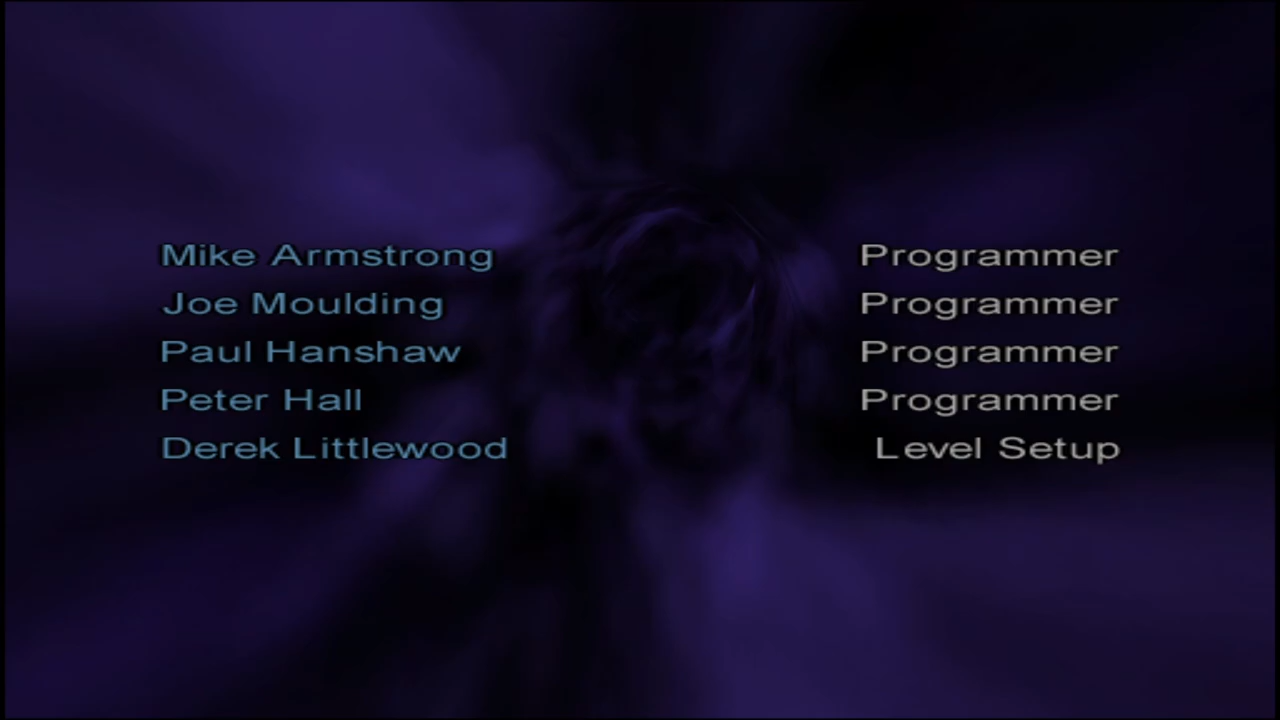 Mike Armstrong Programmer
Joe Moulding Programmer
Paul Hanshaw Programmer
Peter Hall Programmer
Derek Littlewood Level Setup